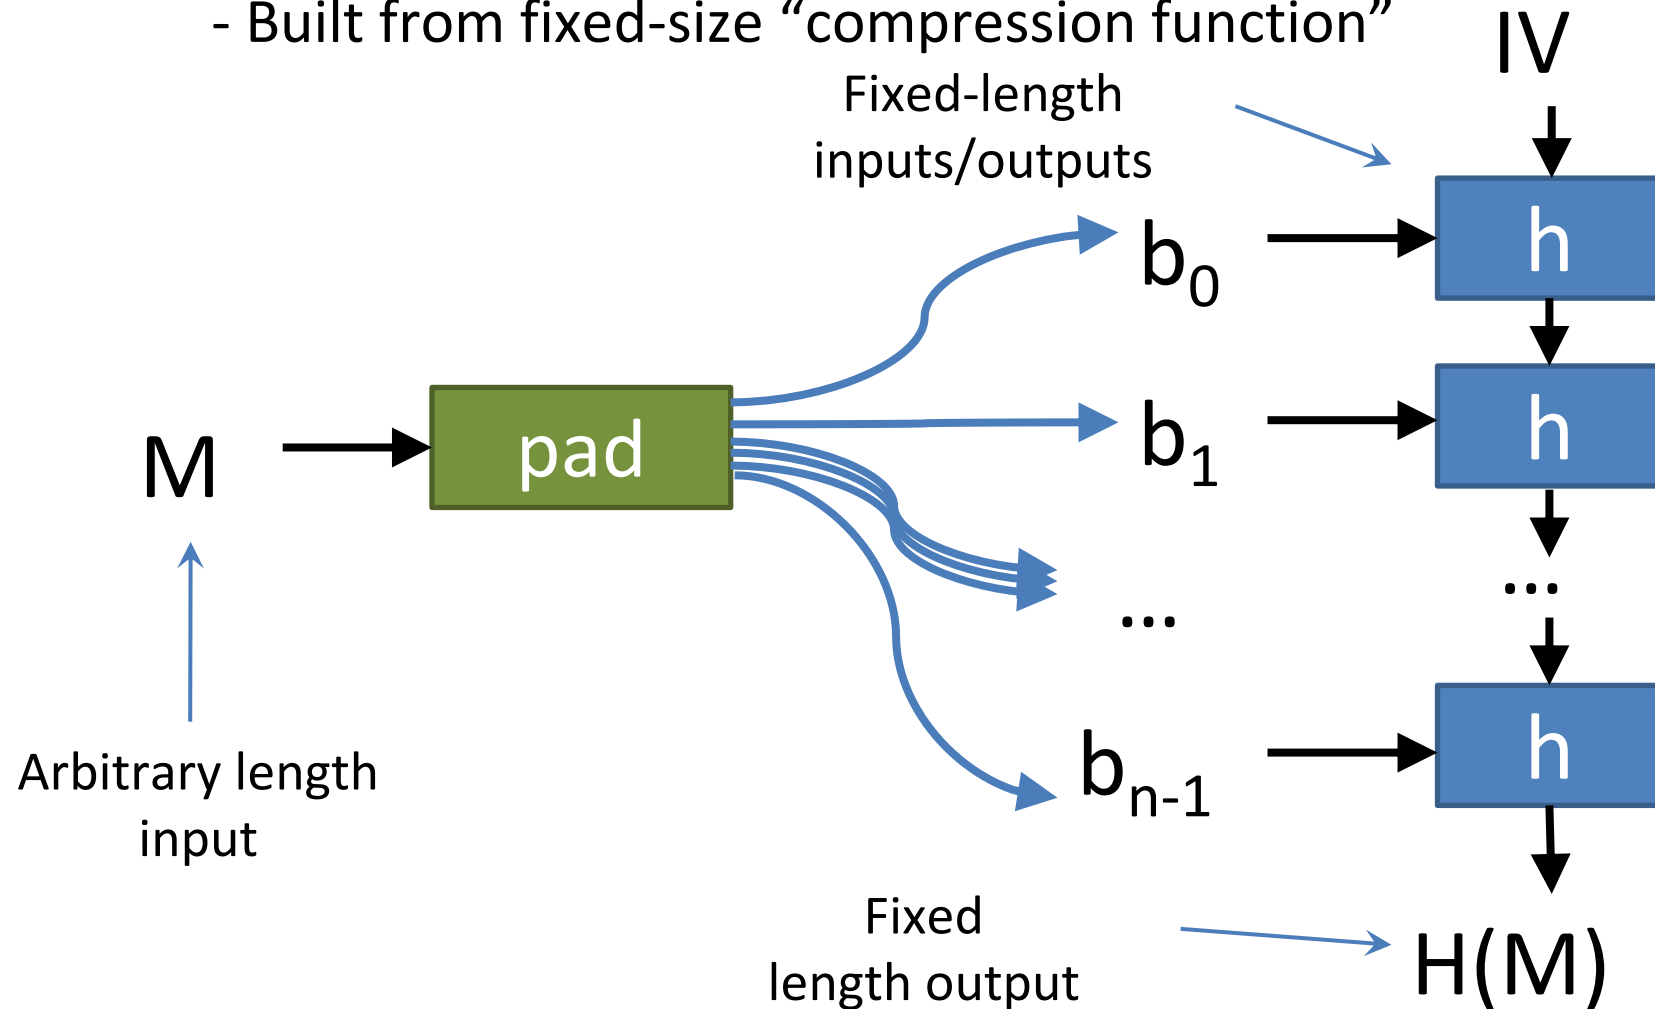 - Built from fixed-size “compression function”
IV
Fixed-length
inputs/outputs
b0
h
b1
h
M
pad
...
...
bn-1
h
Arbitrary length
input
Fixed
length output
H(M)